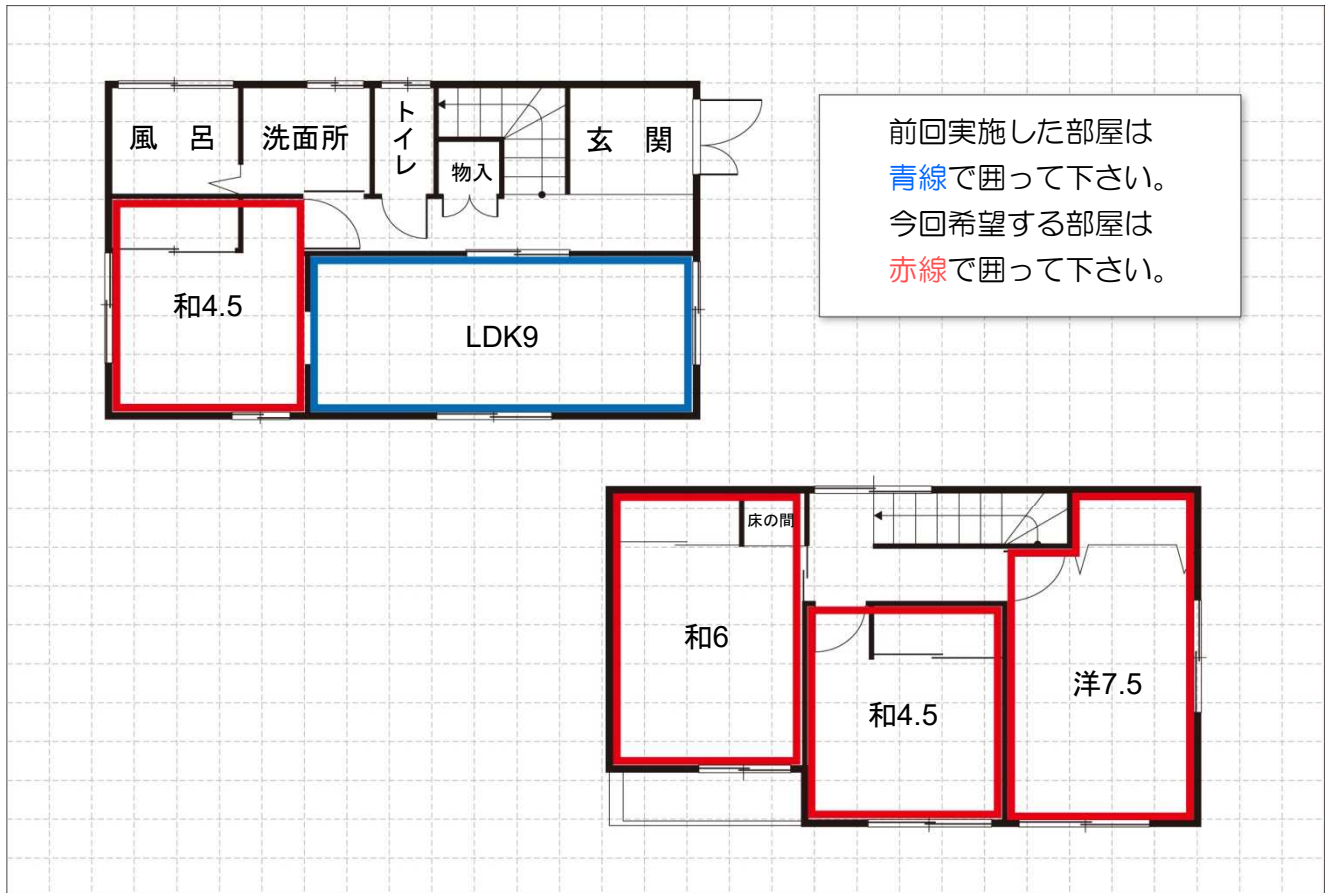 風 呂
洗面所
トイレ
物入
玄 関
和4.5
LDK9
前回実施した部屋は
青線で囲って下さい。
今回希望する部屋は
赤線で囲って下さい。
床の間
和6
和4.5
洋7.5